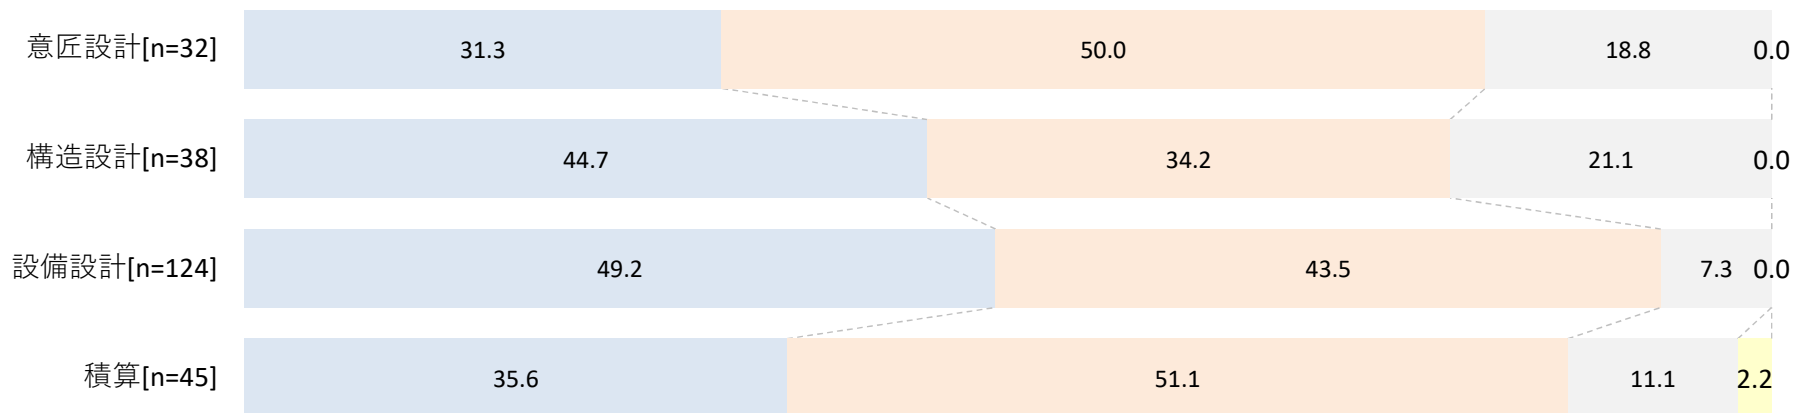 意匠設計[n=32] 31.3 50.0 18.8 0.0
構造設計[n=38] 44.7 34.2 21.1 0.0
設備設計[n=124] 49.2 43.5 7.3 0.0
積算[n=45] 35.6 51.1 11.1 2.2